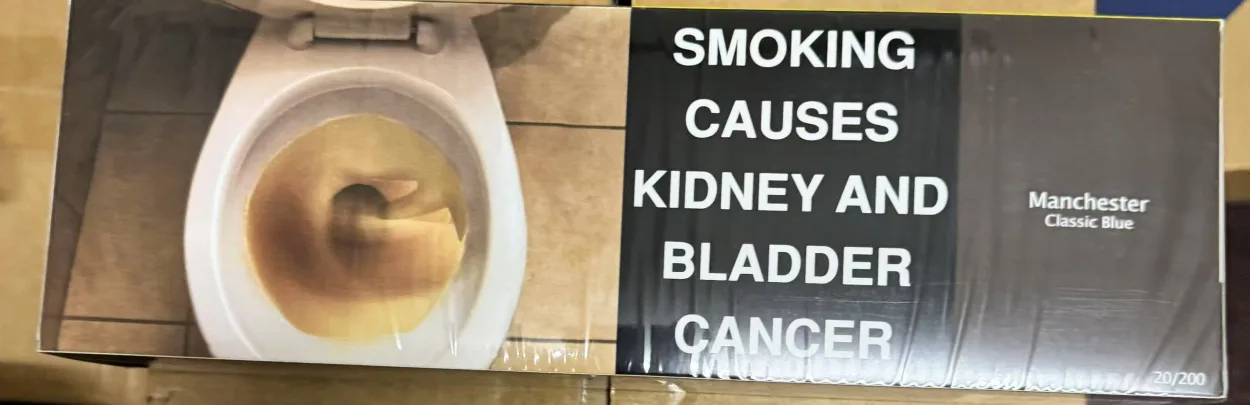 SMOKING
CAUSES
KIDNEY AND
BLADDER
CANCER
Manchester
Classic Blue
20/200